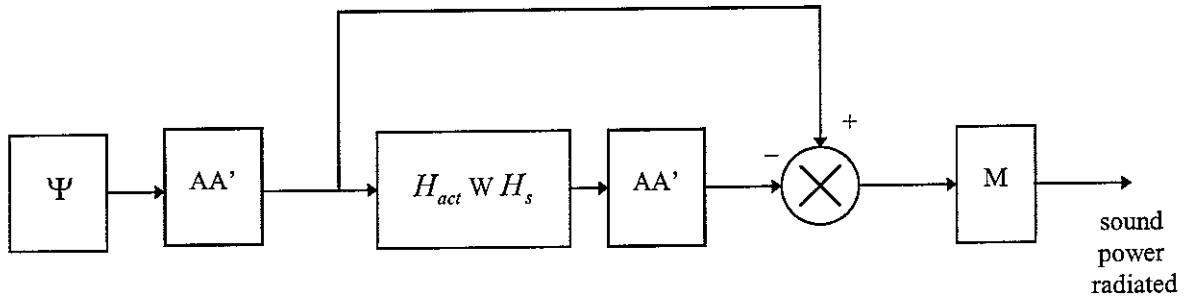 +
−
Ψ
AA'
H_act W H_s
AA'
M
sound
power
radiated